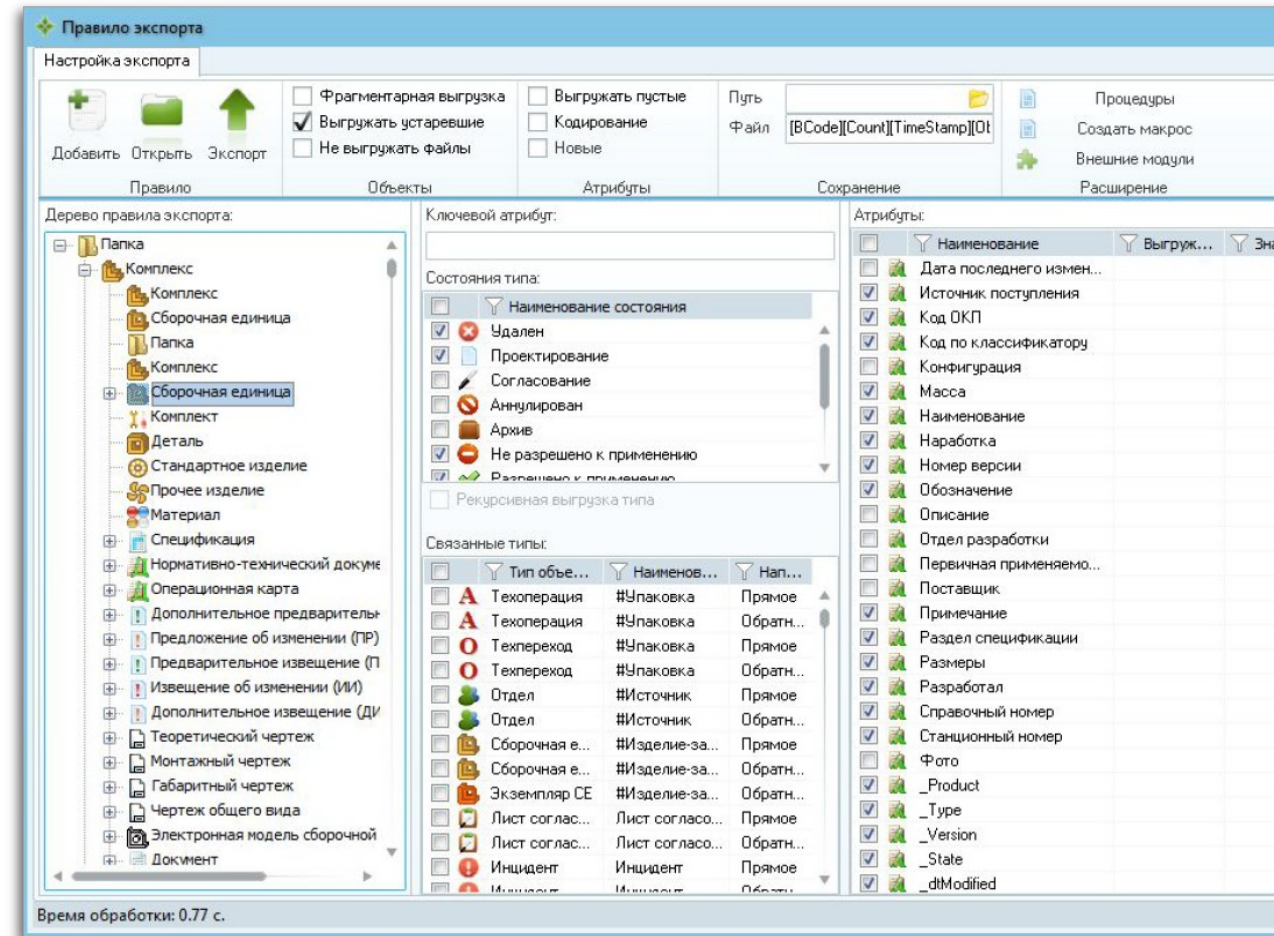 Правило экспорта
Настройка экспорта
Добавить Открыть Экспорт
Правило
Фрагментарная выгрузка
Выгружать устаревшие
Не выгружать файлы
Объекты
Выгружать пустые
Кодирование
Новые
Атрибуты
Путь
Файл [BCode][Count][TimeStamp][Ob
Сохранение
Процедуры
Создать макрос
Внешние модули
Расширение
Дерево правила экспорта:
Папка
Комплекс
Комплекс
Сборочная единица
Папка
Комплекс
Сборочная единица
Комплект
Деталь
Стандартное изделие
Прочее изделие
Материал
Спецификация
Нормативно-технический докуме
Операционная карта
Дополнительное предварительн
Предложение об изменении (ПР)
Предварительное извещение (П
Извещение об изменении (ИИ)
Дополнительное извещение (ДИ
Теоретический чертеж
Монтажный чертеж
Габаритный чертеж
Чертеж общего вида
Электронная модель сборочной
Документ
Ключевой атрибут:
Состояния типа:
Наименование состояния
Удален
Проектирование
Согласование
Аннулирован
Архив
Не разрешено к применению
Разрешено к применению
Рекурсивная выгрузка типа
Связанные типы:
Тип объе... Наименов... Нап...
Техоперация #Упаковка Прямое
Техоперация #Упаковка Обратн...
Техпереход #Упаковка Прямое
Техпереход #Упаковка Обратн...
Отдел #Источник Прямое
Отдел #Источник Обратн...
Сборочная е... #Изделие-за... Прямое
Сборочная е... #Изделие-за... Обратн...
Экземпляр СЕ #Изделие-за... Обратн...
Лист соглас... Лист согласо... Прямое
Лист соглас... Лист согласо... Обратн...
Инцидент Инцидент Прямое
Инцидент Инцидент Обратн...
Атрибуты:
Наименование Выгруж... Зна
Дата последнего измен...
Источник поступления
Код ОКП
Код по классификатору
Конфигурация
Масса
Наименование
Наработка
Номер версии
Обозначение
Описание
Отдел разработки
Первичная применяемо...
Поставщик
Примечание
Раздел спецификации
Размеры
Разработал
Справочный номер
Станционный номер
Фото
_Product
_Type
_Version
_State
_dtModified
Время обработки: 0.77 с.